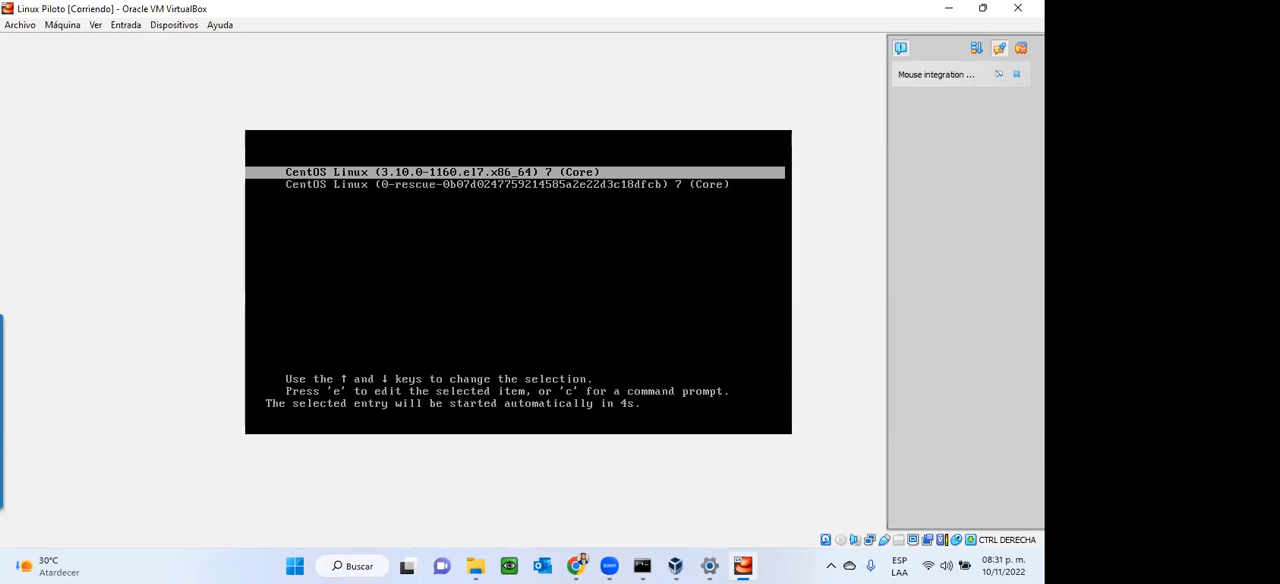 Linux Piloto [Corriendo] - Oracle VM VirtualBox
Archivo Máquina Ver Entrada Dispositivos Ayuda
Mouse integration ...
CentOS Linux (3.10.0-1160.el7.x86_64) 7 (Core)
CentOS Linux (0-rescue-0b07d0247759214585a2e22d3c18dfcb) 7 (Core)
Use the ↑ and ↓ keys to change the selection.
Press 'e' to edit the selected item, or 'c' for a command prompt.
The selected entry will be started automatically in 4s.
CTRL DERECHA
30°C
Atardecer
Buscar
zoom
ESP
LAA
08:31 p. m.
10/11/2022